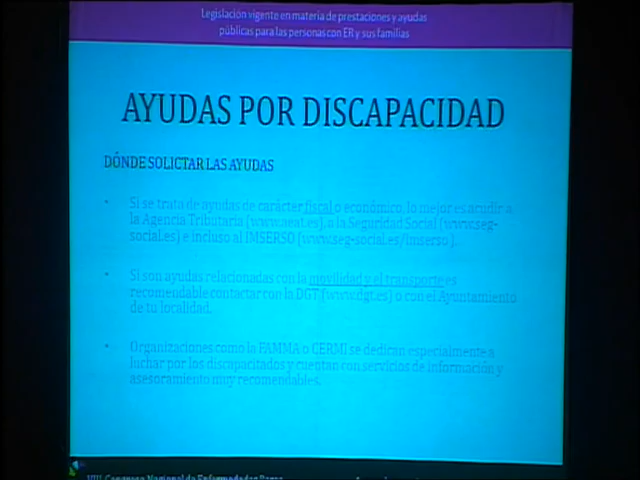 Legislación vigente en materia de prestaciones y ayudas
públicas para las personas con ER y sus familias
AYUDAS POR DISCAPACIDAD
DÓNDE SOLICTAR LAS AYUDAS
• Si se trata de ayudas de carácter fiscal o económico, lo mejor es acudir a
la Agencia Tributaria (www.aeat.es), a la Seguridad Social (www.seg-
social.es) e incluso al IMSERSO (www.seg-social.es/imserso ).
• Si son ayudas relacionadas con la movilidad y el transporte es
recomendable contactar con la DGT (www.dgt.es) o con el Ayuntamiento
de tu localidad.
• Organizaciones como la FAMMA o CERMI se dedican especialmente a
luchar por los discapacitados y cuentan con servicios de información y
asesoramiento muy recomendables.
VIII Congreso Nacional de Enfermedades Raras